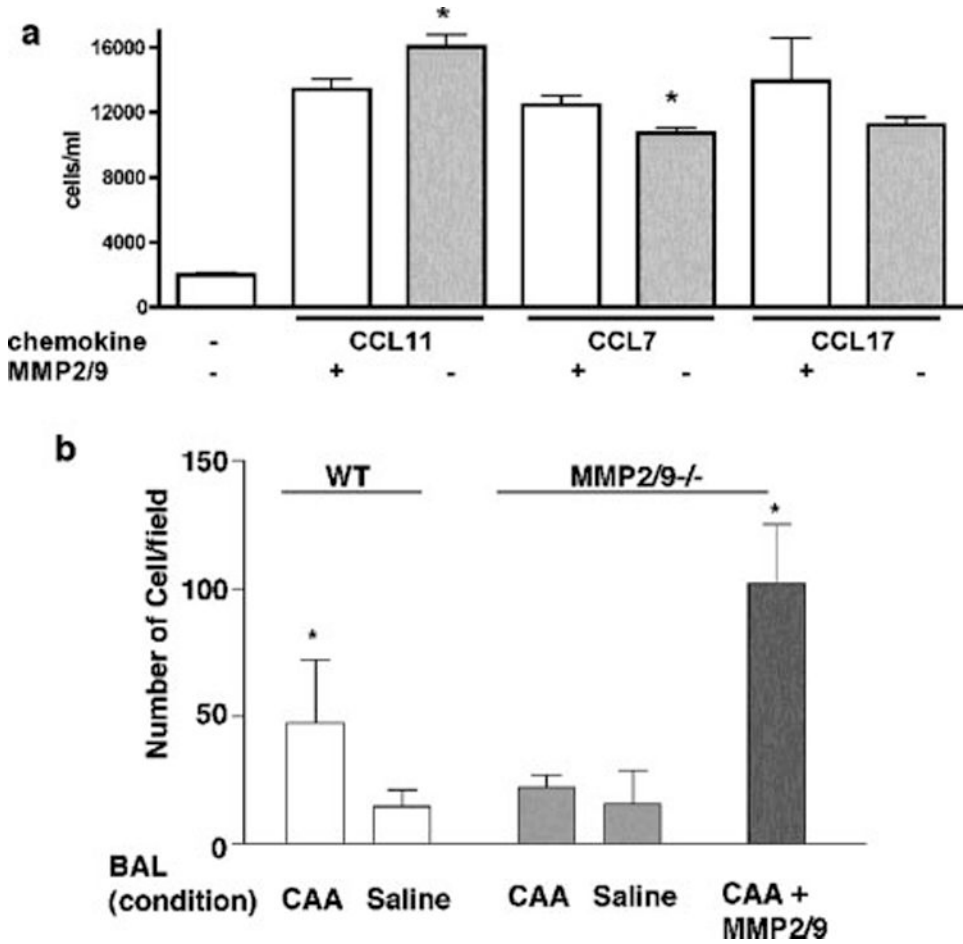 a
*
16000
12000
8000
4000
0
cells/ml
*
chemokine - CCL11 CCL7 CCL17
MMP2/9 - + - + - + -
b
150
100
50
0
Number of Cell/field
WT MMP2/9-/-
*
*
BAL
(condition) CAA Saline CAA Saline CAA +
MMP2/9